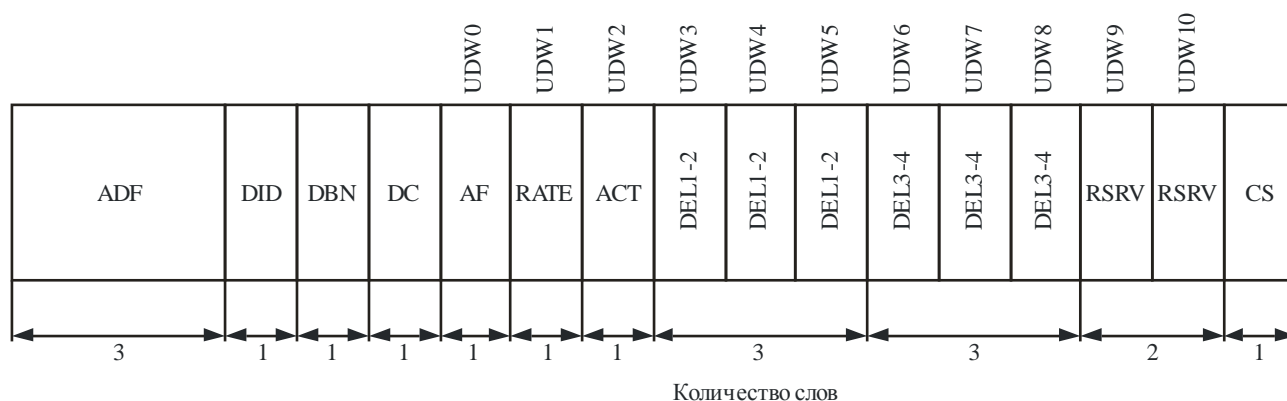 UDW0 UDW1 UDW2 UDW3 UDW4 UDW5 UDW6 UDW7 UDW8 UDW9 UDW10
ADF DID DBN DC AF RATE ACT DEL1-2 DEL1-2 DEL1-2 DEL3-4 DEL3-4 DEL3-4 RSRV RSRV CS
3 1 1 1 1 1 1 3 3 2 1
Количество слов